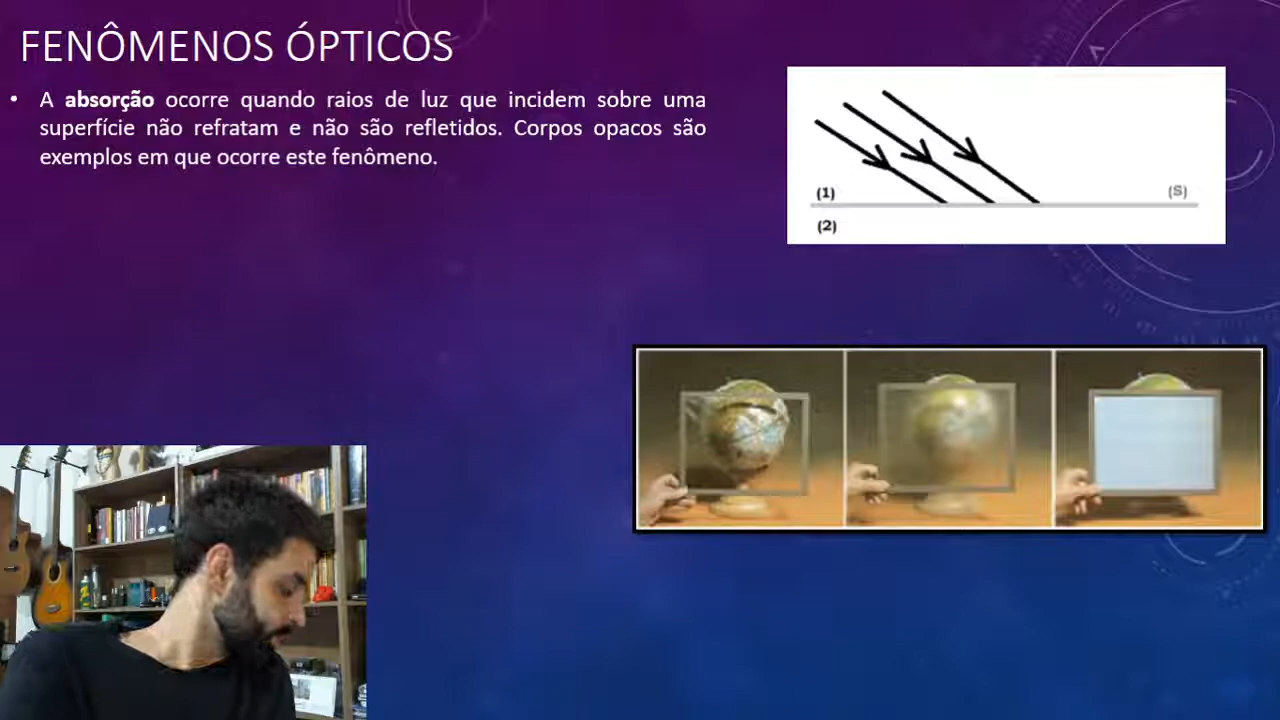 FENÔMENOS ÓPTICOS
• A absorção ocorre quando raios de luz que incidem sobre uma
superfície não refratam e não são refletidos. Corpos opacos são
exemplos em que ocorre este fenômeno.
(1)
(S)
(2)